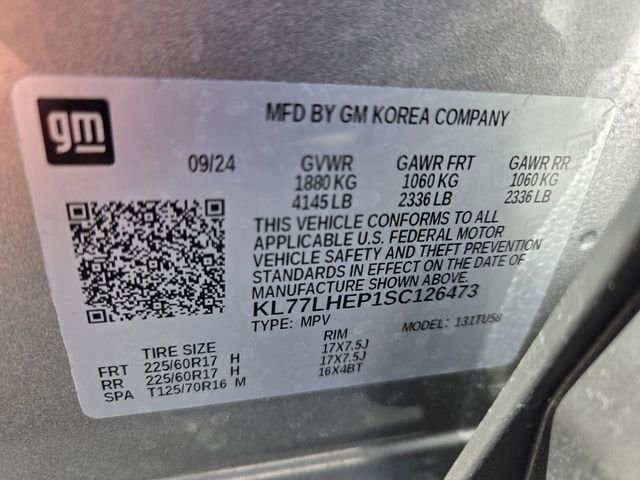 gm
MFD BY GM KOREA COMPANY
09/24 GVWR GAWR FRT GAWR RR
1880 KG 1060 KG 1060 KG
4145 LB 2336 LB 2336 LB
THIS VEHICLE CONFORMS TO ALL
APPLICABLE U.S. FEDERAL MOTOR
VEHICLE SAFETY AND THEFT PREVENTION
STANDARDS IN EFFECT ON THE DATE OF
MANUFACTURE SHOWN ABOVE.
KL77LHEP1SC126473
TYPE: MPV MODEL: 131TU58
TIRE SIZE RIM
FRT 225/60R17 H 17X7.5J
RR 225/60R17 H 17X7.5J
SPA T125/70R16 M 16X4BT